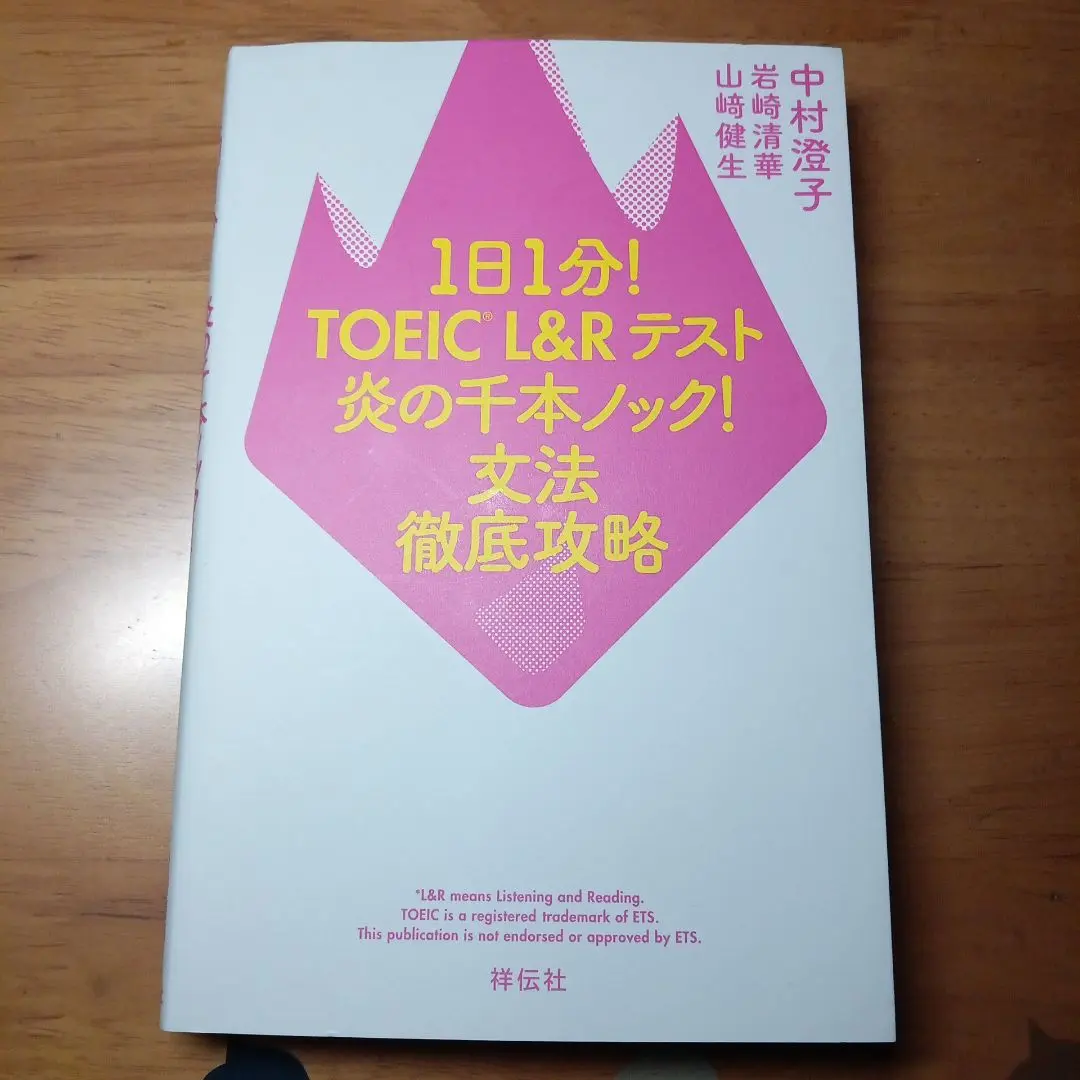 中村澄子
岩崎清華
山﨑健生
1日1分!
TOEIC® L&R テスト
炎の千本ノック!
文法
徹底攻略
*L&R means Listening and Reading.
TOEIC is a registered trademark of ETS.
This publication is not endorsed or approved by ETS.
祥伝社